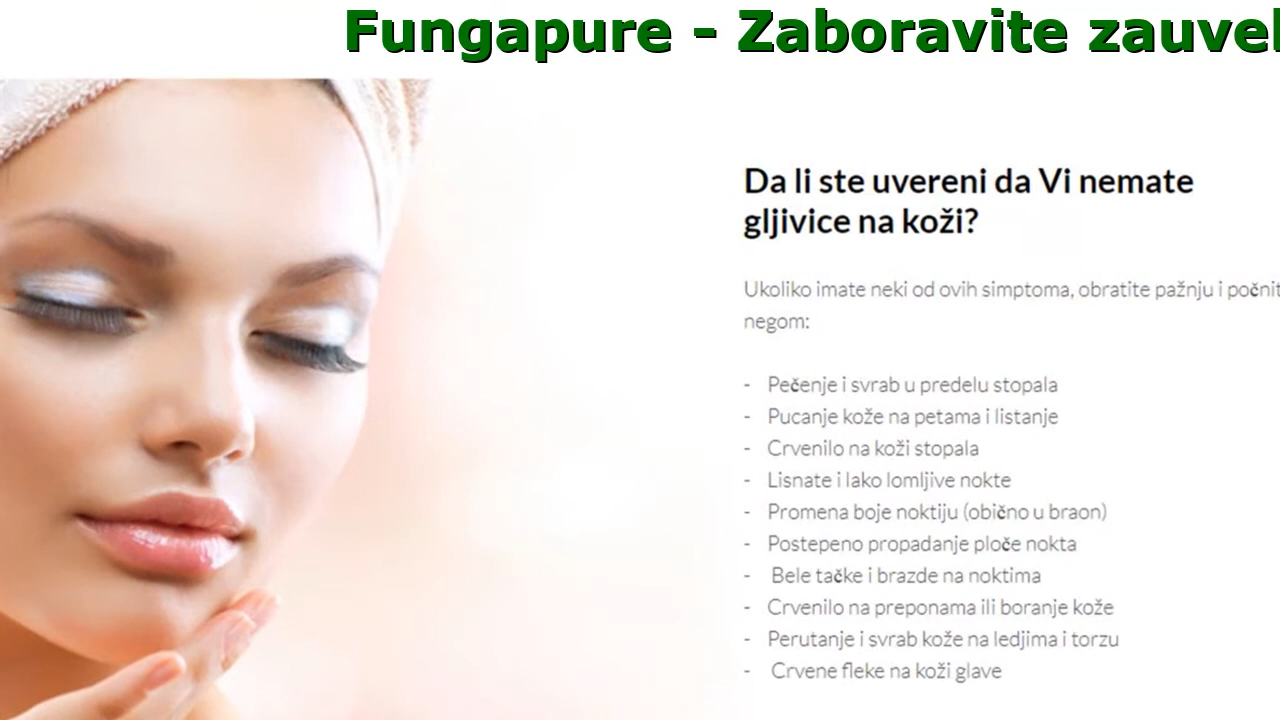 Fungapure - Zaboravite zauvek
Da li ste uvereni da Vi nemate
gljivice na koži?
Ukoliko imate neki od ovih simptoma, obratite pažnju i počnit
negom:
- Pečenje i svrab u predelu stopala
- Pucanje kože na petama i listanje
- Crvenilo na koži stopala
- Lisnate i lako lomljive nokte
- Promena boje noktiju (obično u braon)
- Postepeno propadanje ploče nokta
- Bele tačke i brazde na noktima
- Crvenilo na preponama ili boranje kože
- Perutanje i svrab kože na ledjima i torzu
- Crvene fleke na koži glave